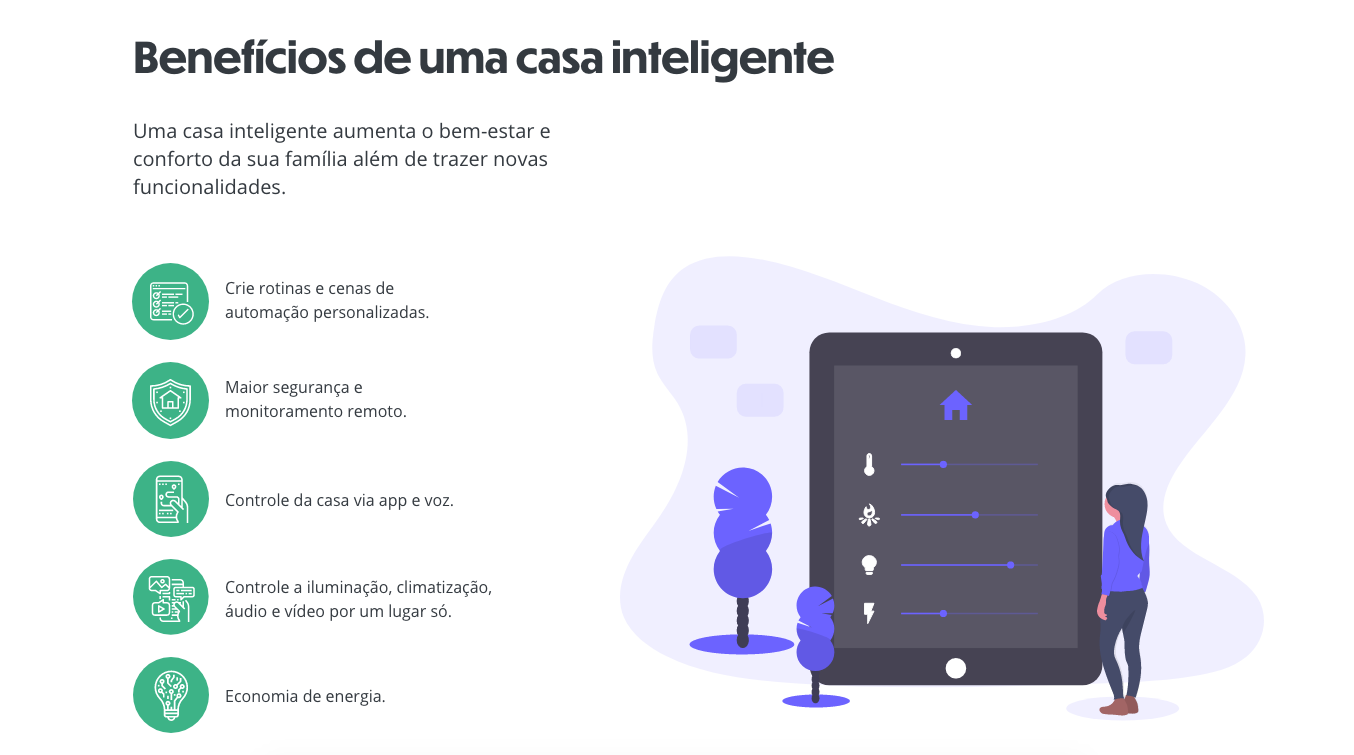 Benefícios de uma casa inteligente
Uma casa inteligente aumenta o bem-estar e
conforto da sua família além de trazer novas
funcionalidades.
Crie rotinas e cenas de
automação personalizadas.
Maior segurança e
monitoramento remoto.
Controle da casa via app e voz.
Controle a iluminação, climatização,
áudio e vídeo por um lugar só.
Economia de energia.